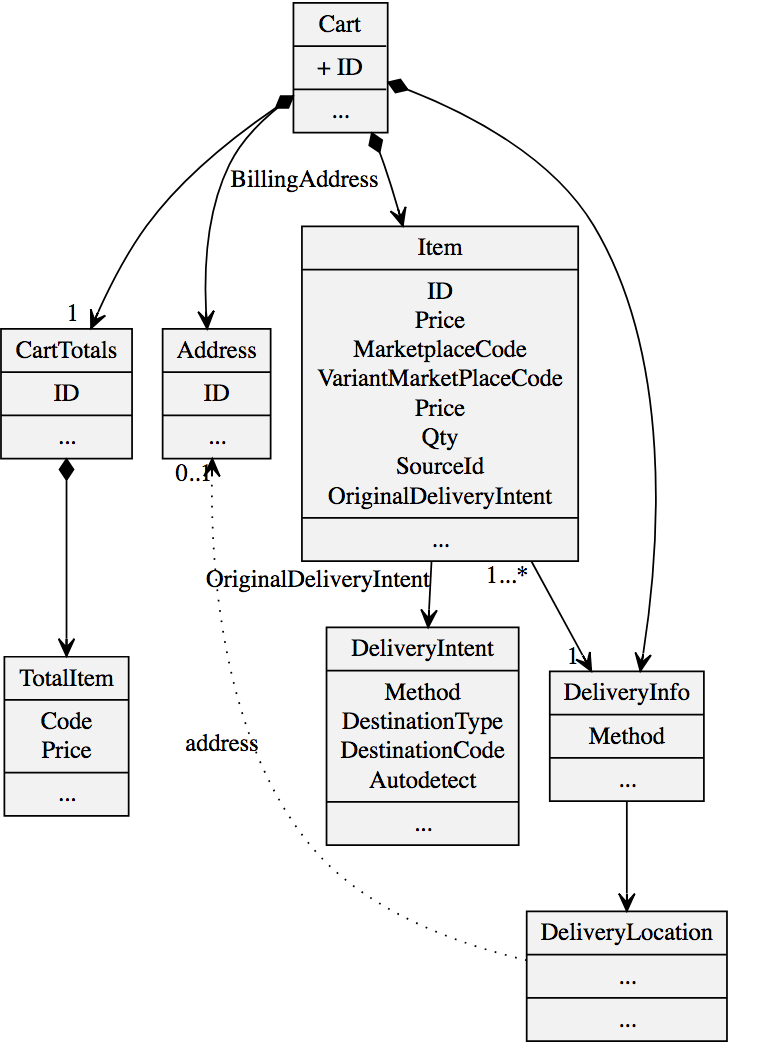 Cart
+ ID
...
BillingAddress
Item
ID
Price
MarketplaceCode
VariantMarketPlaceCode
Price
Qty
SourceId
OriginalDeliveryIntent
...
1
CartTotals
ID
...
Address
ID
...
0..1
OriginalDeliveryIntent
1...*
1
DeliveryIntent
Method
DestinationType
DestinationCode
Autodetect
...
TotalItem
Code
Price
...
DeliveryInfo
Method
...
address
DeliveryLocation
...
...